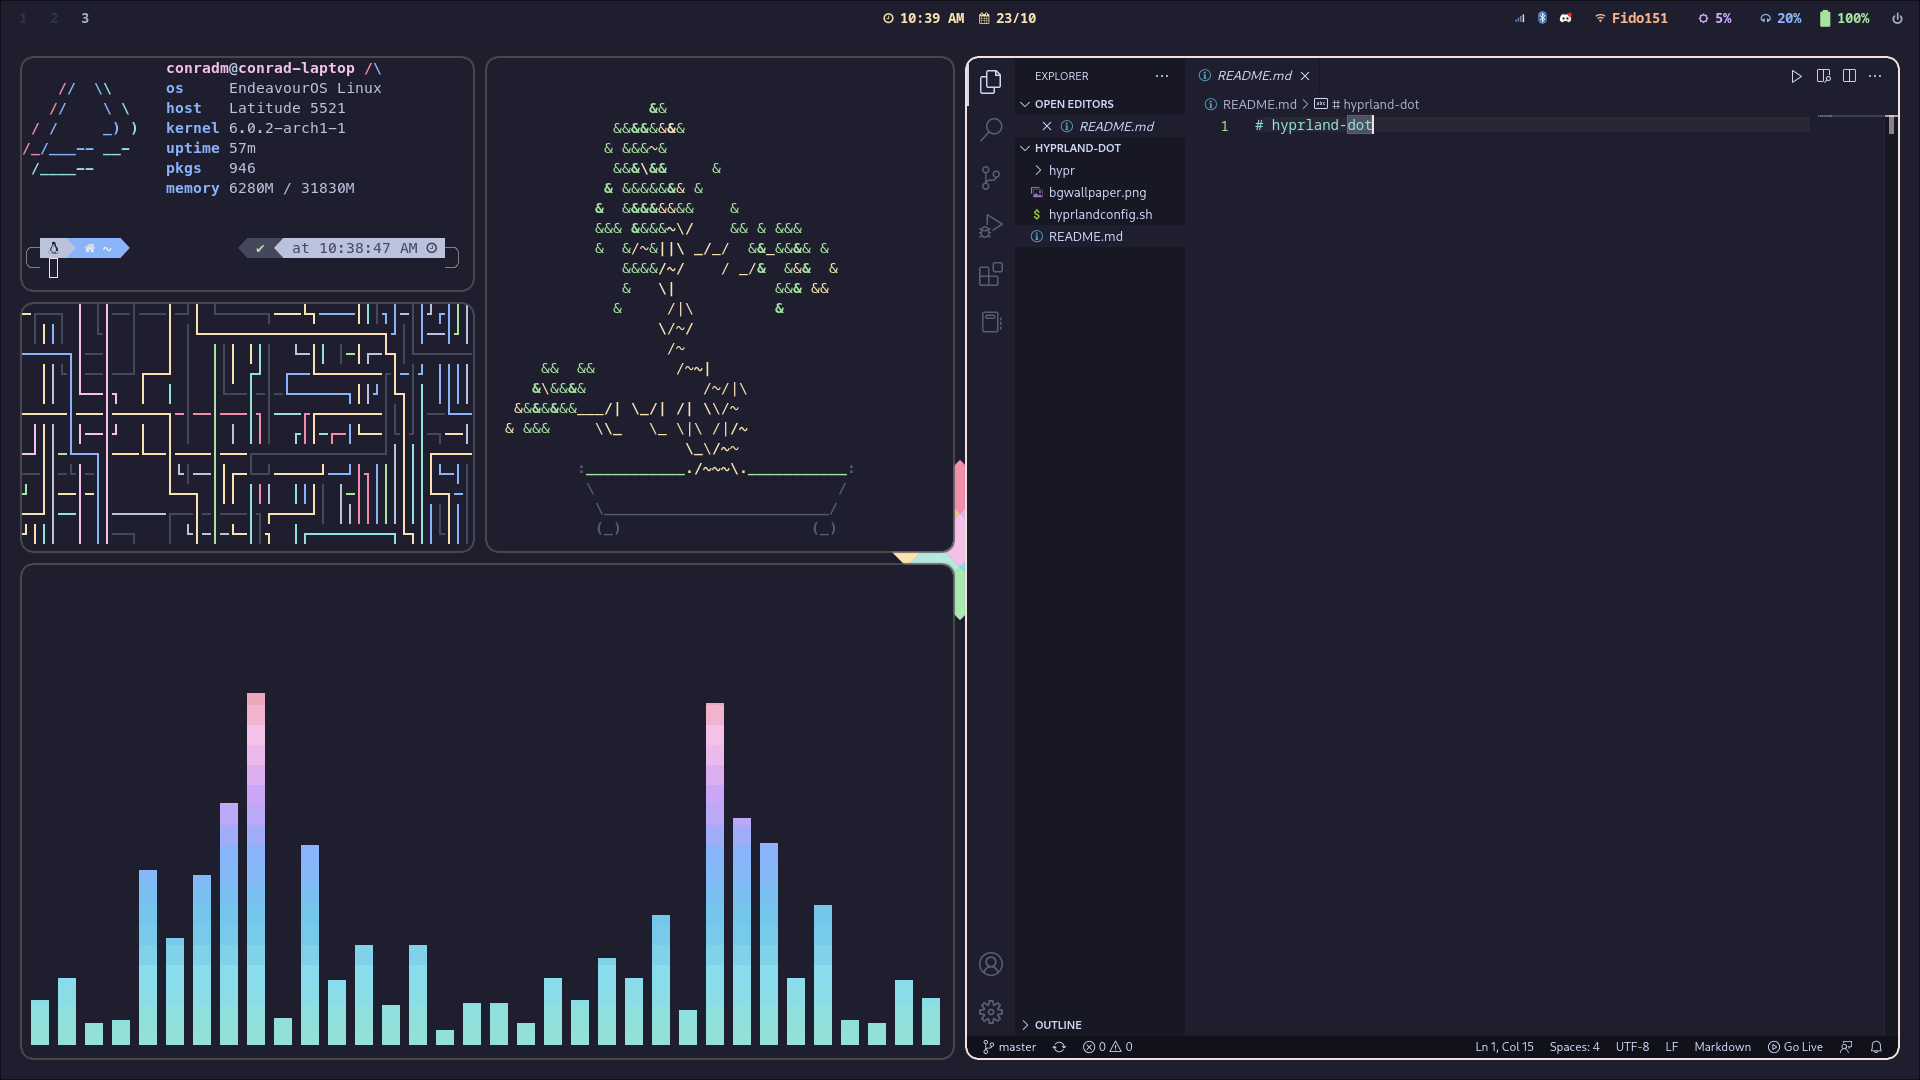 1 2 3
10:39 AM 23/10
Fido151 5% 20% 100%
conradm@conrad-laptop /\
os EndeavourOS Linux
host Latitude 5521
kernel 6.0.2-arch1-1
uptime 57m
pkgs 946
memory 6280M / 31830M
~ ✔ at 10:38:47 AM
EXPLORER ···
OPEN EDITORS
README.md
HYPRLAND-DOT
hypr
bgwallpaper.png
$ hyprlandconfig.sh
README.md
OUTLINE
README.md
README.md > # hyprland-dot
1 # hyprland-dot
master 0 0 Ln 1, Col 15 Spaces: 4 UTF-8 LF Markdown Go Live